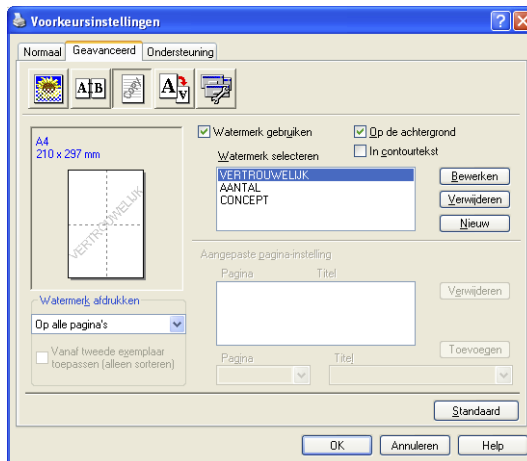 Voorkeursinstellingen
Normaal Geavanceerd Ondersteuning
A B
COPY
A V
A4
210 x 297 mm
VERTROUWELIJK
Watermerk afdrukken
Op alle pagina's
Vanaf tweede exemplaar
toepassen (alleen sorteren)
Watermerk gebruiken
Op de achtergrond
In contourtekst
Watermerk selecteren
VERTROUWELIJK
AANTAL
CONCEPT
Bewerken
Verwijderen
Nieuw
Aangepaste pagina-instelling
Pagina Titel
Verwijderen
Toevoegen
Pagina Titel
Standaard
OK Annuleren Help